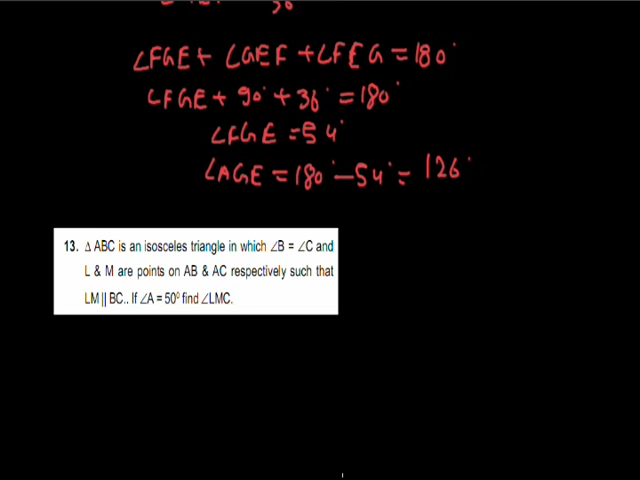 ∠FGE + ∠GEF + ∠FEG = 180°
∠FGE + 90° + 36° = 180°
∠FGE = 54°
∠AGE = 180° - 54° = 126°
13. Δ ABC is an isosceles triangle in which ∠B = ∠C and
L & M are points on AB & AC respectively such that
LM || BC.. If ∠A = 50⁰ find ∠LMC.